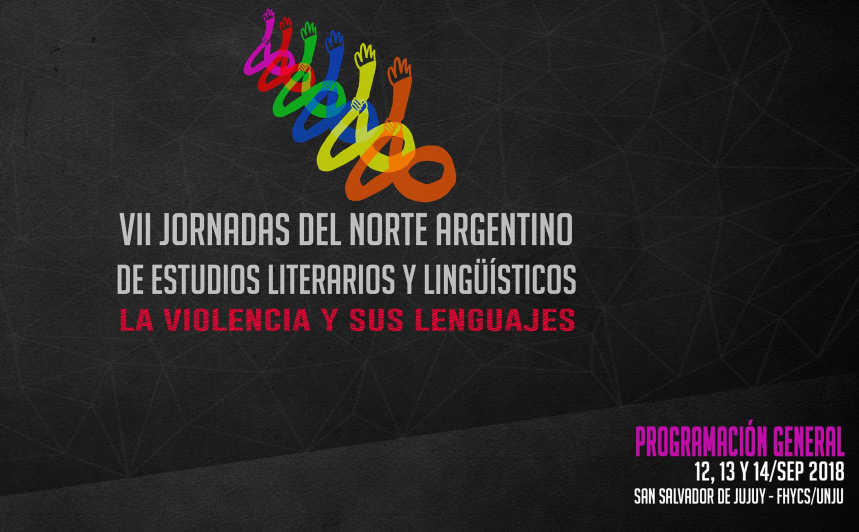 VII JORNADAS DEL NORTE ARGENTINO
DE ESTUDIOS LITERARIOS Y LINGÜÍSTICOS
LA VIOLENCIA Y SUS LENGUAJES
PROGRAMACIÓN GENERAL
12, 13 Y 14/SEP 2018
SAN SALVADOR DE JUJUY - FHYCS/UNJU